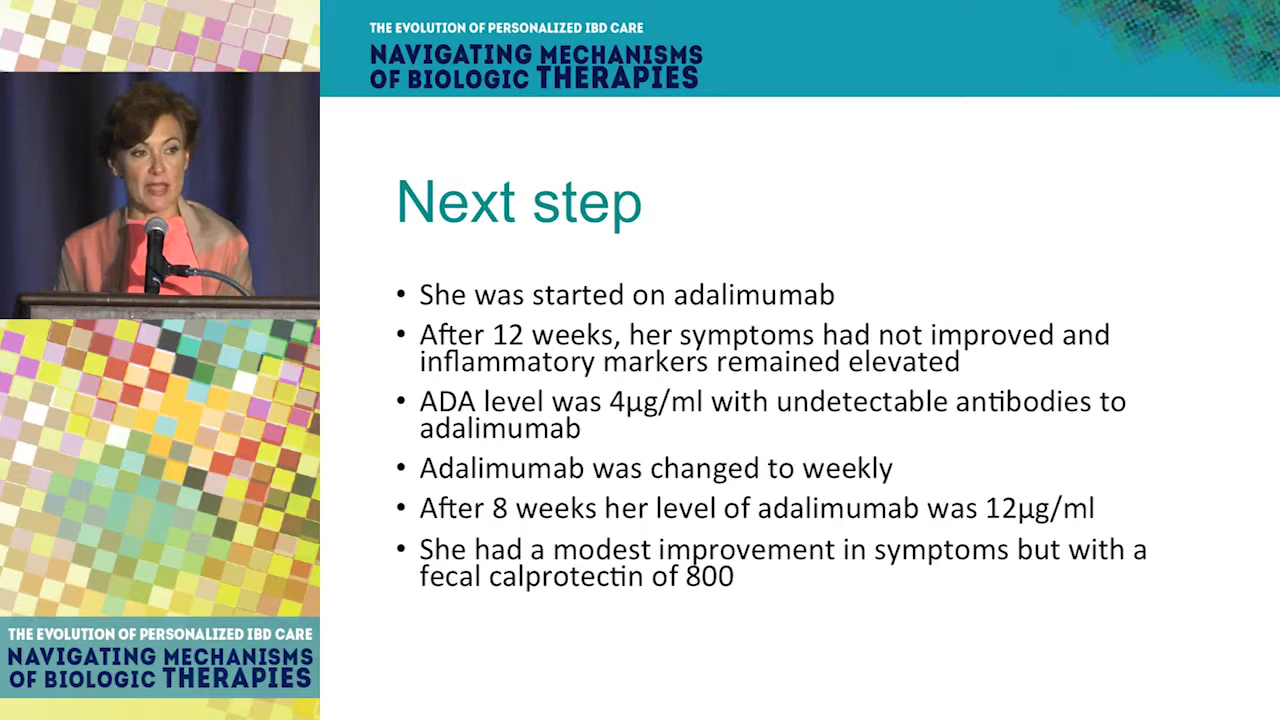 THE EVOLUTION OF PERSONALIZED IBD CARE
NAVIGATING MECHANISMS
OF BIOLOGIC THERAPIES
Next step
• She was started on adalimumab
• After 12 weeks, her symptoms had not improved and
inflammatory markers remained elevated
• ADA level was 4µg/ml with undetectable antibodies to
adalimumab
• Adalimumab was changed to weekly
• After 8 weeks her level of adalimumab was 12µg/ml
• She had a modest improvement in symptoms but with a
fecal calprotectin of 800
THE EVOLUTION OF PERSONALIZED IBD CARE
NAVIGATING MECHANISMS
OF BIOLOGIC THERAPIES